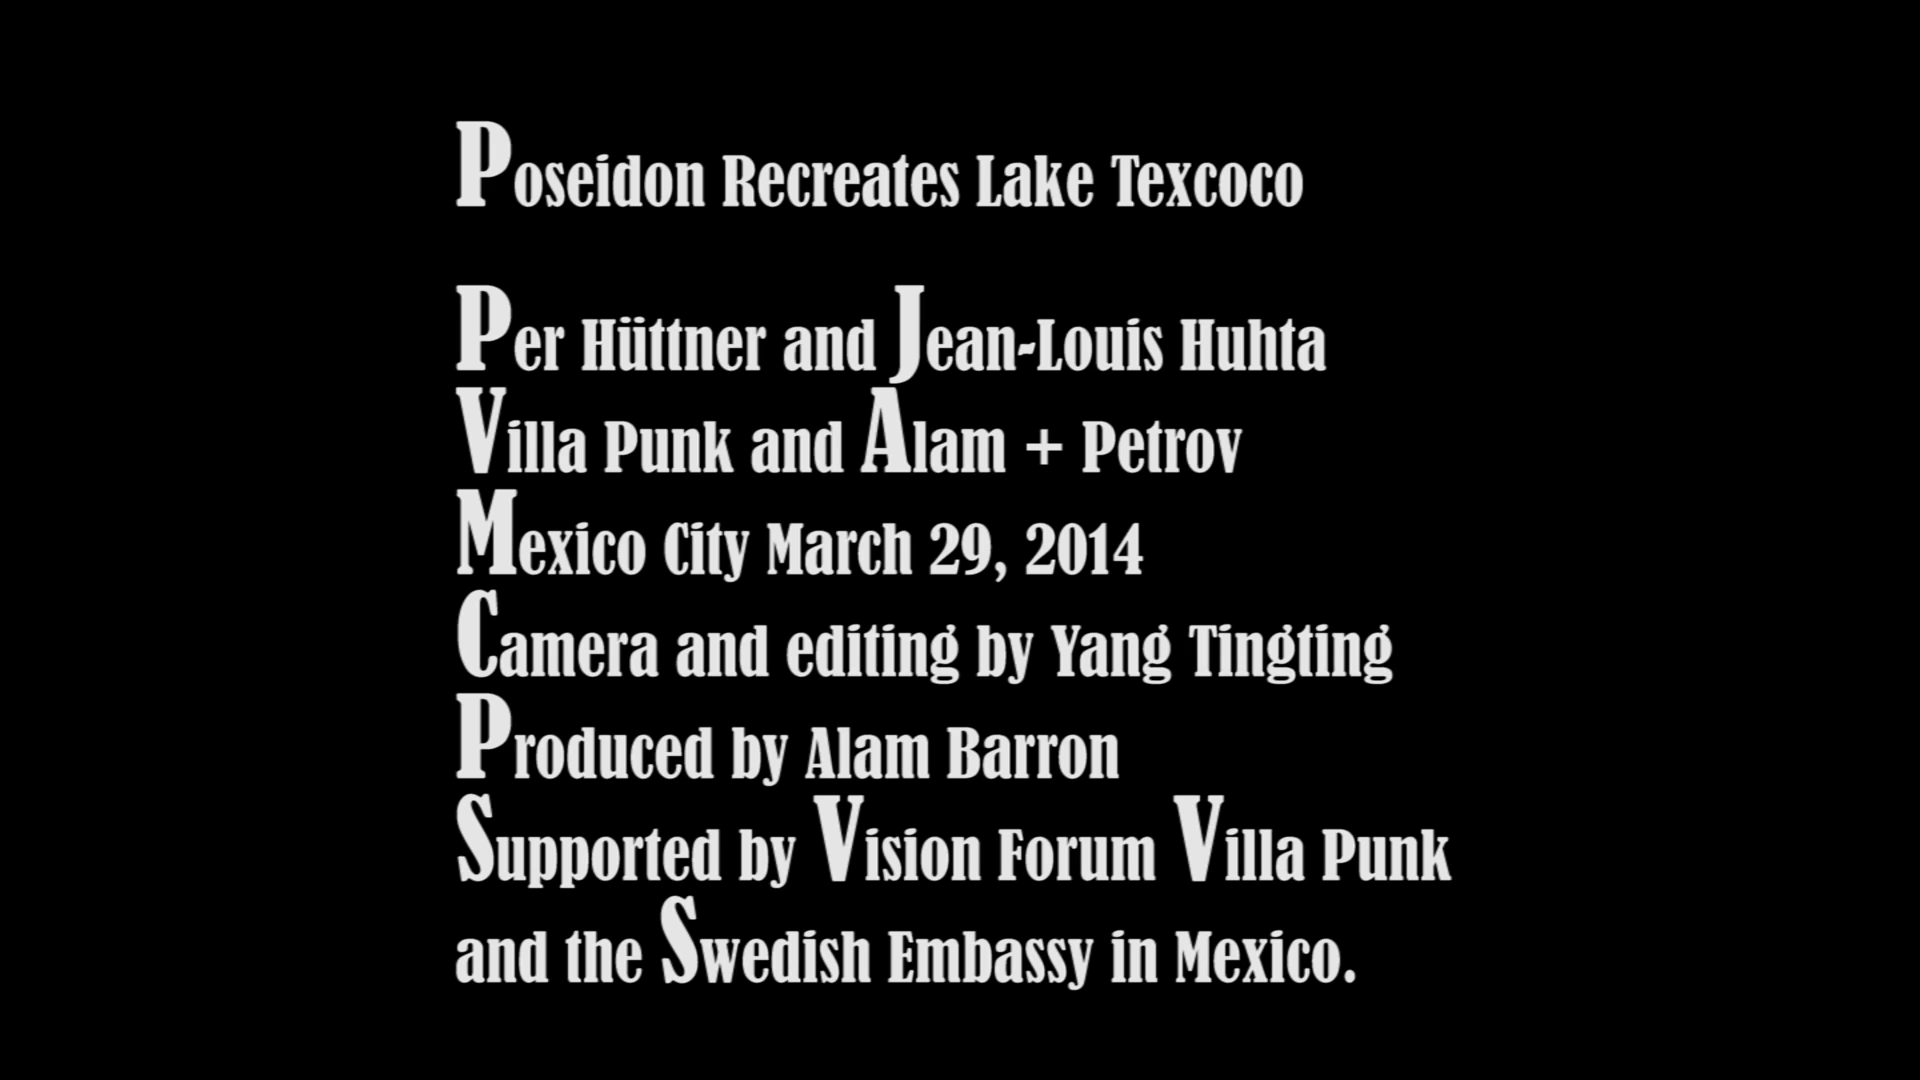 Poseidon Recreates Lake Texcoco
Per Hüttner and Jean-Louis Huhta
Villa Punk and Alam + Petrov
Mexico City March 29, 2014
Camera and editing by Yang Tingting
Produced by Alam Barron
Supported by Vision Forum Villa Punk
and the Swedish Embassy in Mexico.